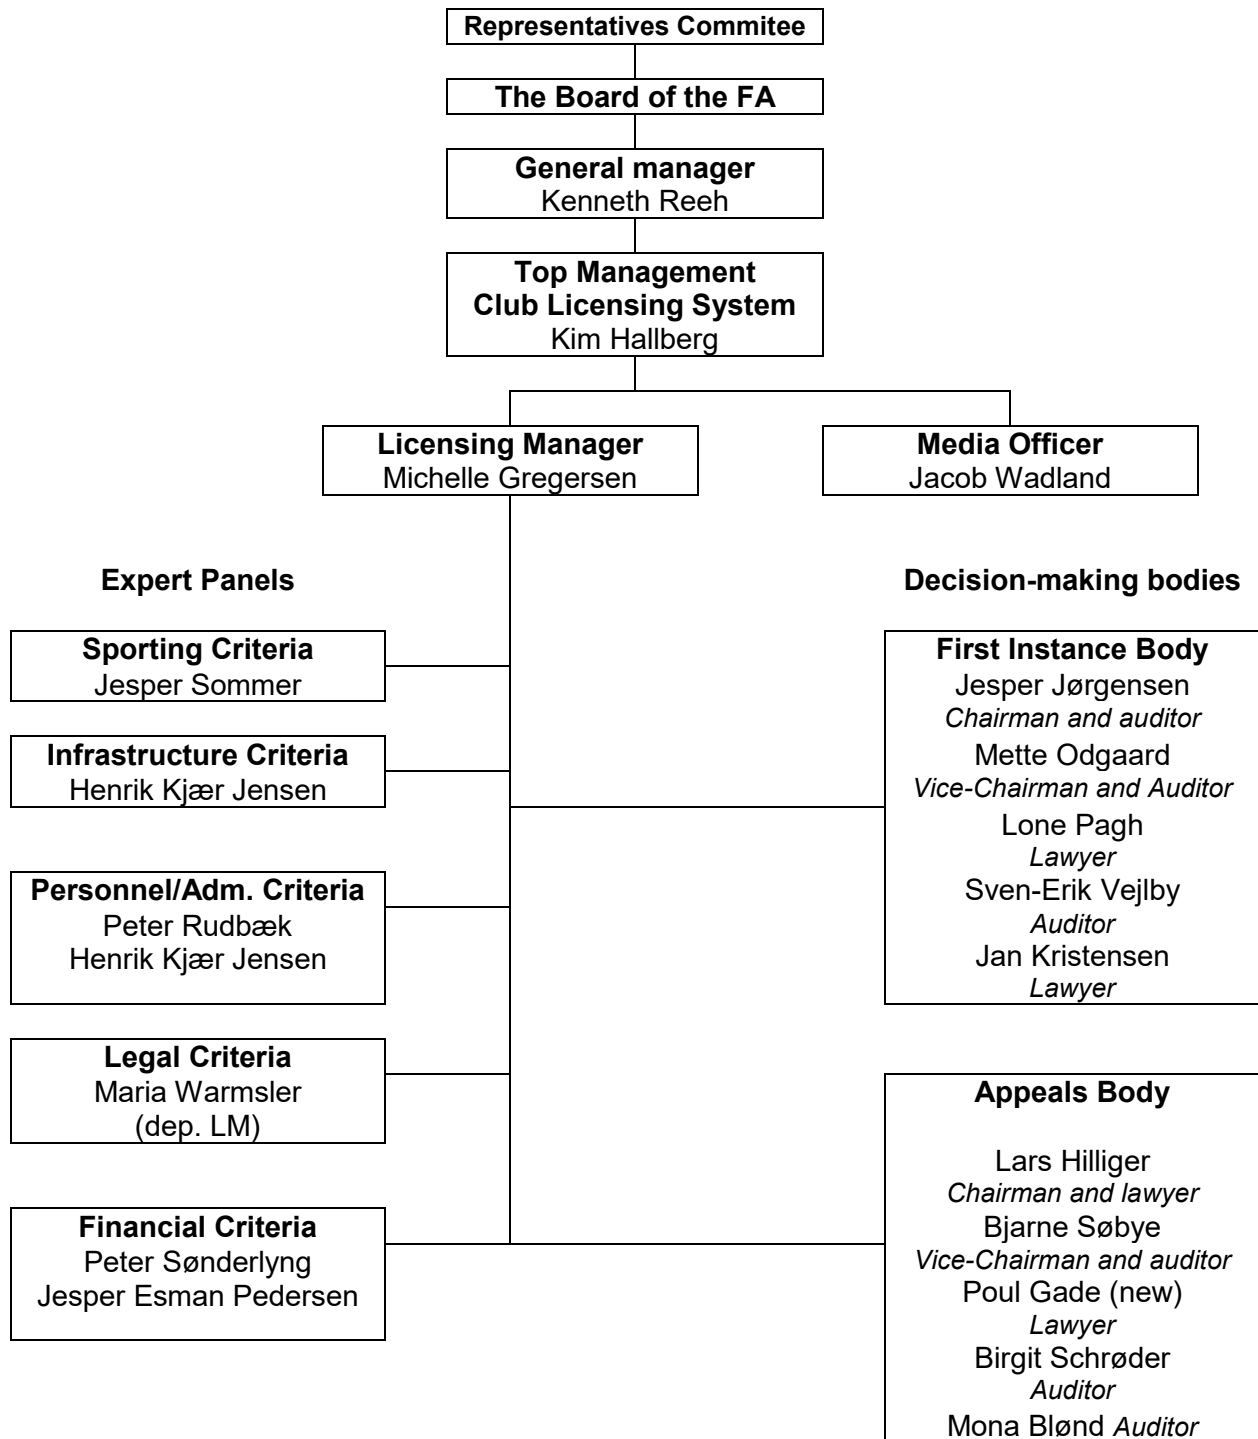 Representatives Commitee
The Board of the FA
General manager
Kenneth Reeh
Top Management
Club Licensing System
Kim Hallberg
Licensing Manager
Michelle Gregersen
Media Officer
Jacob Wadland
Expert Panels
Sporting Criteria
Jesper Sommer
Infrastructure Criteria
Henrik Kjær Jensen
Personnel/Adm. Criteria
Peter Rudbæk
Henrik Kjær Jensen
Legal Criteria
Maria Warmsler
(dep. LM)
Financial Criteria
Peter Sønderlyng
Jesper Esman Pedersen
Decision-making bodies
First Instance Body
Jesper Jørgensen
Chairman and auditor
Mette Odgaard
Vice-Chairman and Auditor
Lone Pagh
Lawyer
Sven-Erik Vejlby
Auditor
Jan Kristensen
Lawyer
Appeals Body
Lars Hilliger
Chairman and lawyer
Bjarne Søbye
Vice-Chairman and auditor
Poul Gade (new)
Lawyer
Birgit Schrøder
Auditor
Mona Blønd Auditor